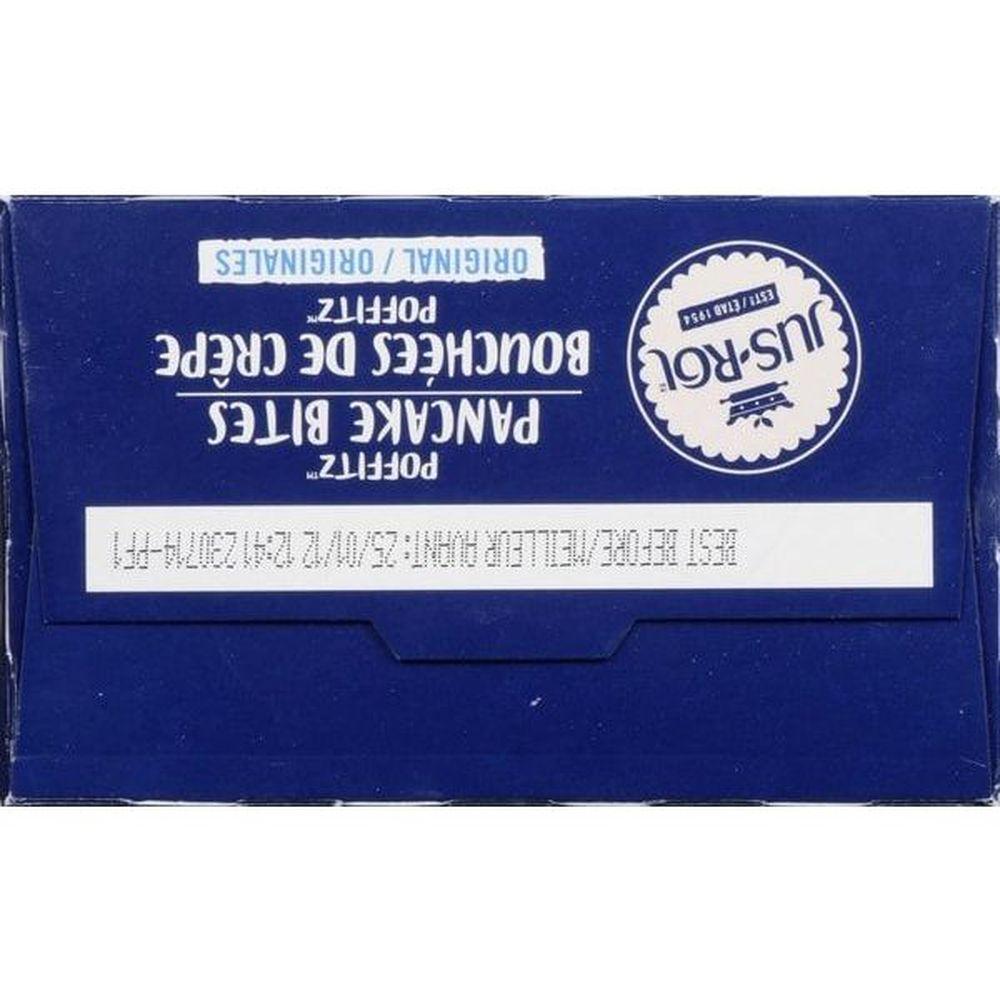 BEST BEFORE/MEILLEUR AVANT: 25/01/12 12:41 230714-PF1
JUS-ROL
ESTD / ÉTAB 1954
POFFITZ™
PANCAKE BITES
BOUCHÉES DE CRÊPE
POFFITZ™
ORIGINAL / ORIGINALES